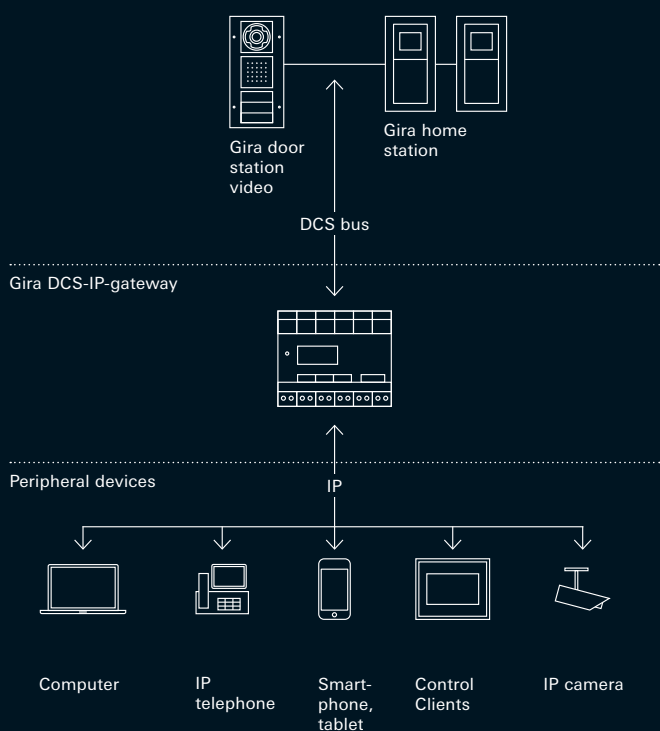 Gira door
station
video
Gira home
station
DCS bus
Gira DCS-IP-gateway
Peripheral devices
IP
Computer
IP
telephone
Smart-
phone,
tablet
Control
Clients
IP camera